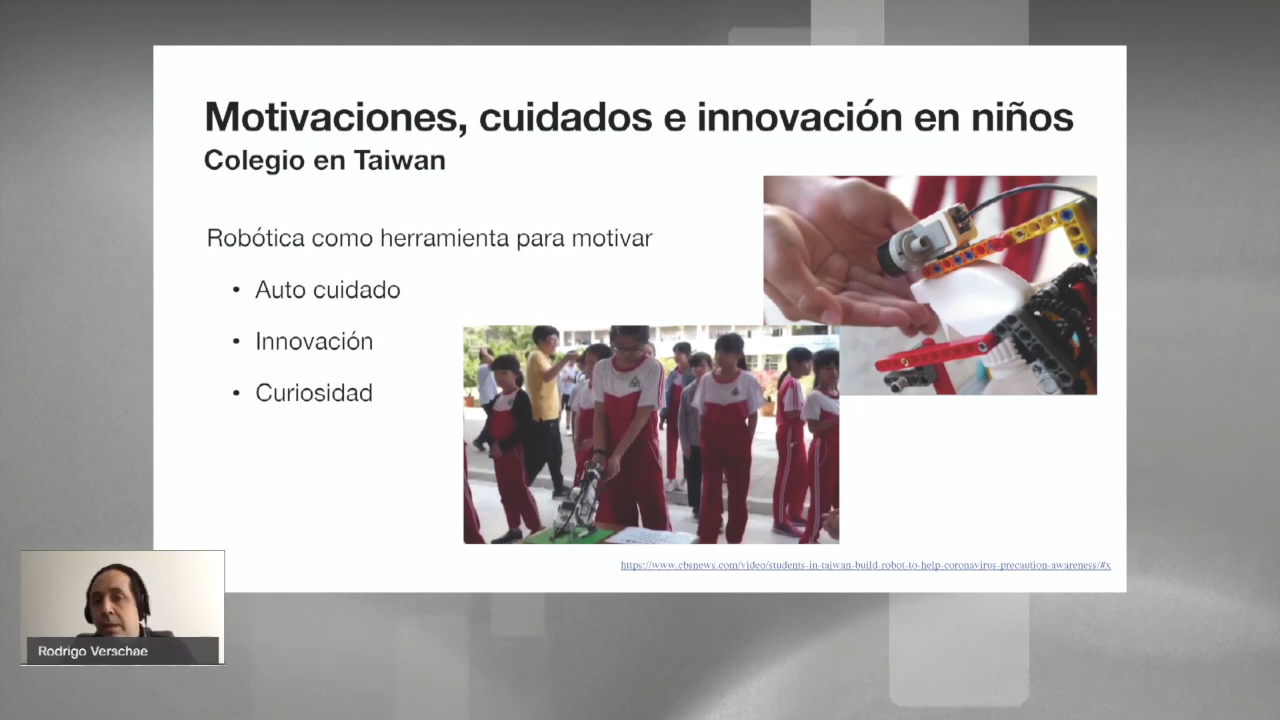 Motivaciones, cuidados e innovación en niños
Colegio en Taiwan
Robótica como herramienta para motivar
• Auto cuidado
• Innovación
• Curiosidad
https://www.cbsnews.com/video/students-in-taiwan-build-robot-to-help-coronavirus-precaution-awareness/#x
Rodrigo Verschae